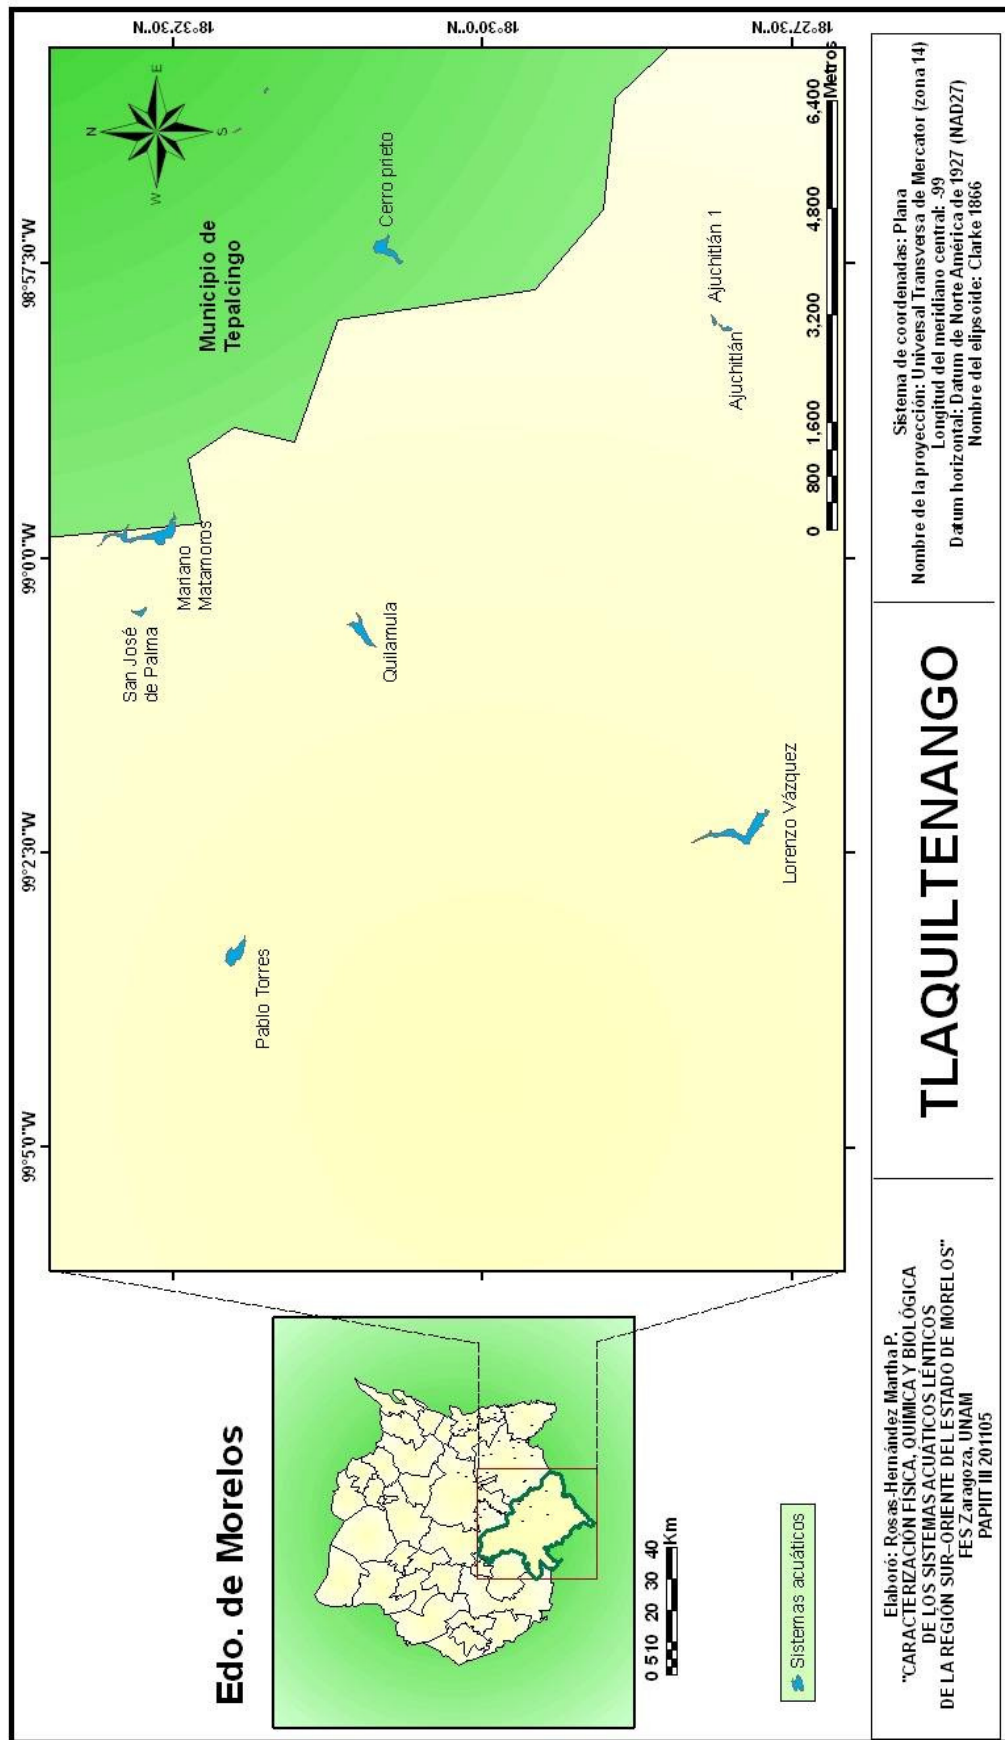 Edo. de Morelos
0 5 10 20 30 40
Km
Sistemas acuáticos
99°5'0"W
99°2'30"W
99°0'0"W
98°57'30"W
18°32'30"N
18°30'0"N
18°27'30"N
N
W
E
S
Municipio de
Tepalcingo
San José
de Palma
Mariano
Matamoros
Cerro prieto
Pablo Torres
Quilamula
Lorenzo Vázquez
Ajuchitlán
Ajuchitlán 1
0 800 1,600 3,200 4,800 6,400
Metros
Elaboró: Rosas-Hernández Martha P.
"CARACTERIZACIÓN FÍSICA, QUÍMICA Y BIOLÓGICA
DE LOS SISTEMAS ACUÁTICOS LÉNTICOS
DE LA REGIÓN SUR-ORIENTE DEL ESTADO DE MORELOS"
FES Zaragoza, UNAM
PAPIIT III 201105
TLAQUILTENANGO
Sistema de coordenadas: Plana
Nombre de la proyección: Universal Transversa de Mercator (zona 14)
Longitud del meridiano central: -99
Datum horizontal: Datum de Norte América de 1927 (NAD27)
Nombre del elipsoide: Clarke 1866